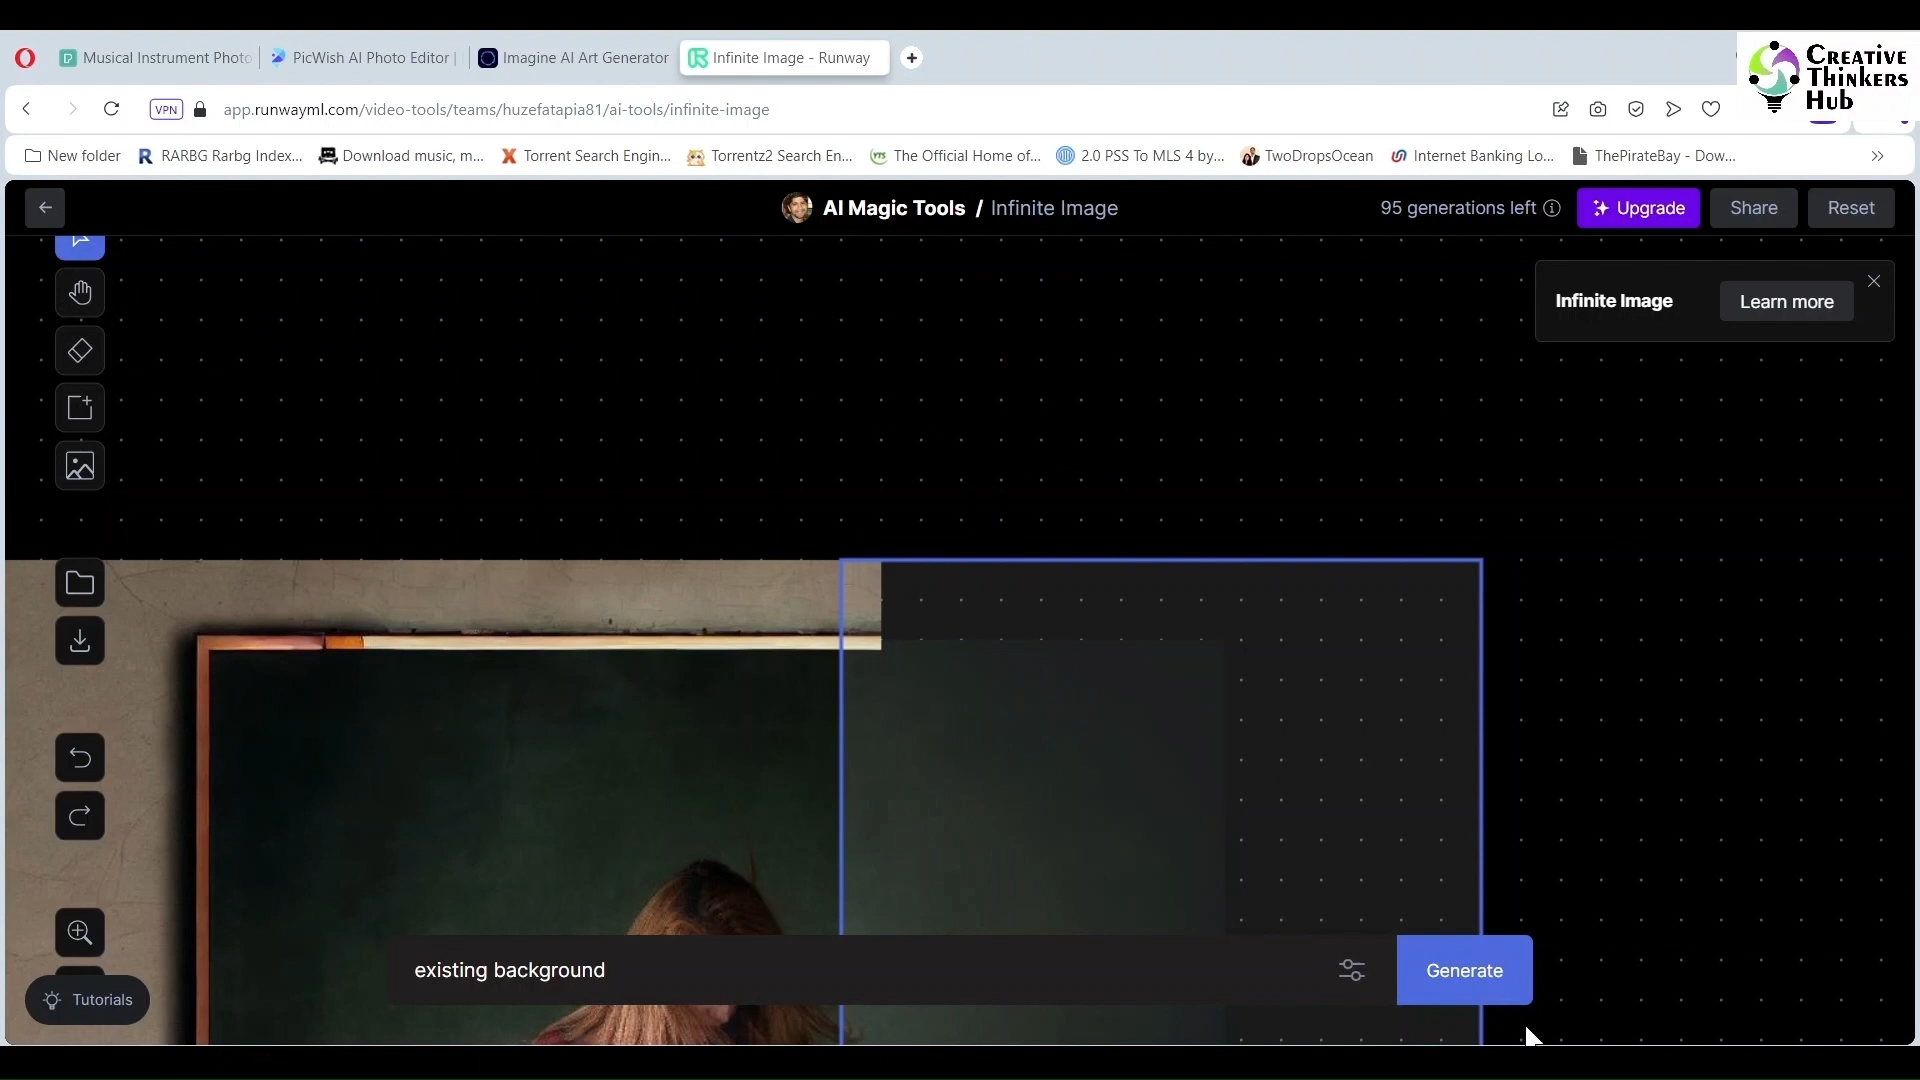 Musical Instrument Photo
PicWish AI Photo Editor |
Imagine AI Art Generator
Infinite Image - Runway
CREATIVE
THINKERS
HUB
VPN
app.runwayml.com/video-tools/teams/huzefatapia81/ai-tools/infinite-image
New folder
RARBG Rarbg Index...
Download music, m...
Torrent Search Engin...
Torrentz2 Search En...
YTS
The Official Home of...
2.0 PSS To MLS 4 by...
TwoDropsOcean
Internet Banking Lo...
ThePirateBay - Dow...
AI Magic Tools / Infinite Image
95 generations left
Upgrade
Share
Reset
Infinite Image
Learn more
existing background
Generate
Tutorials